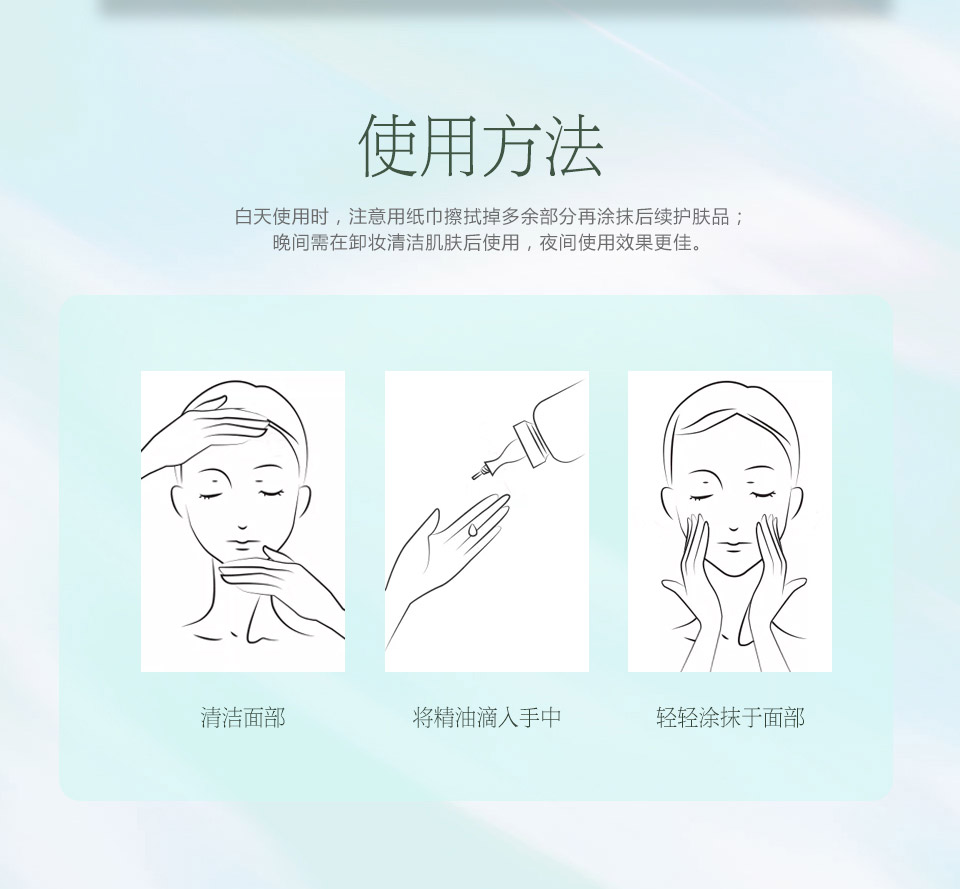 使用方法
白天使用时，注意用纸巾擦拭掉多余部分再涂抹后续护肤品；
晚间需在卸妆清洁肌肤后使用，夜间使用效果更佳。
清洁面部
将精油滴入手中
轻轻涂抹于面部